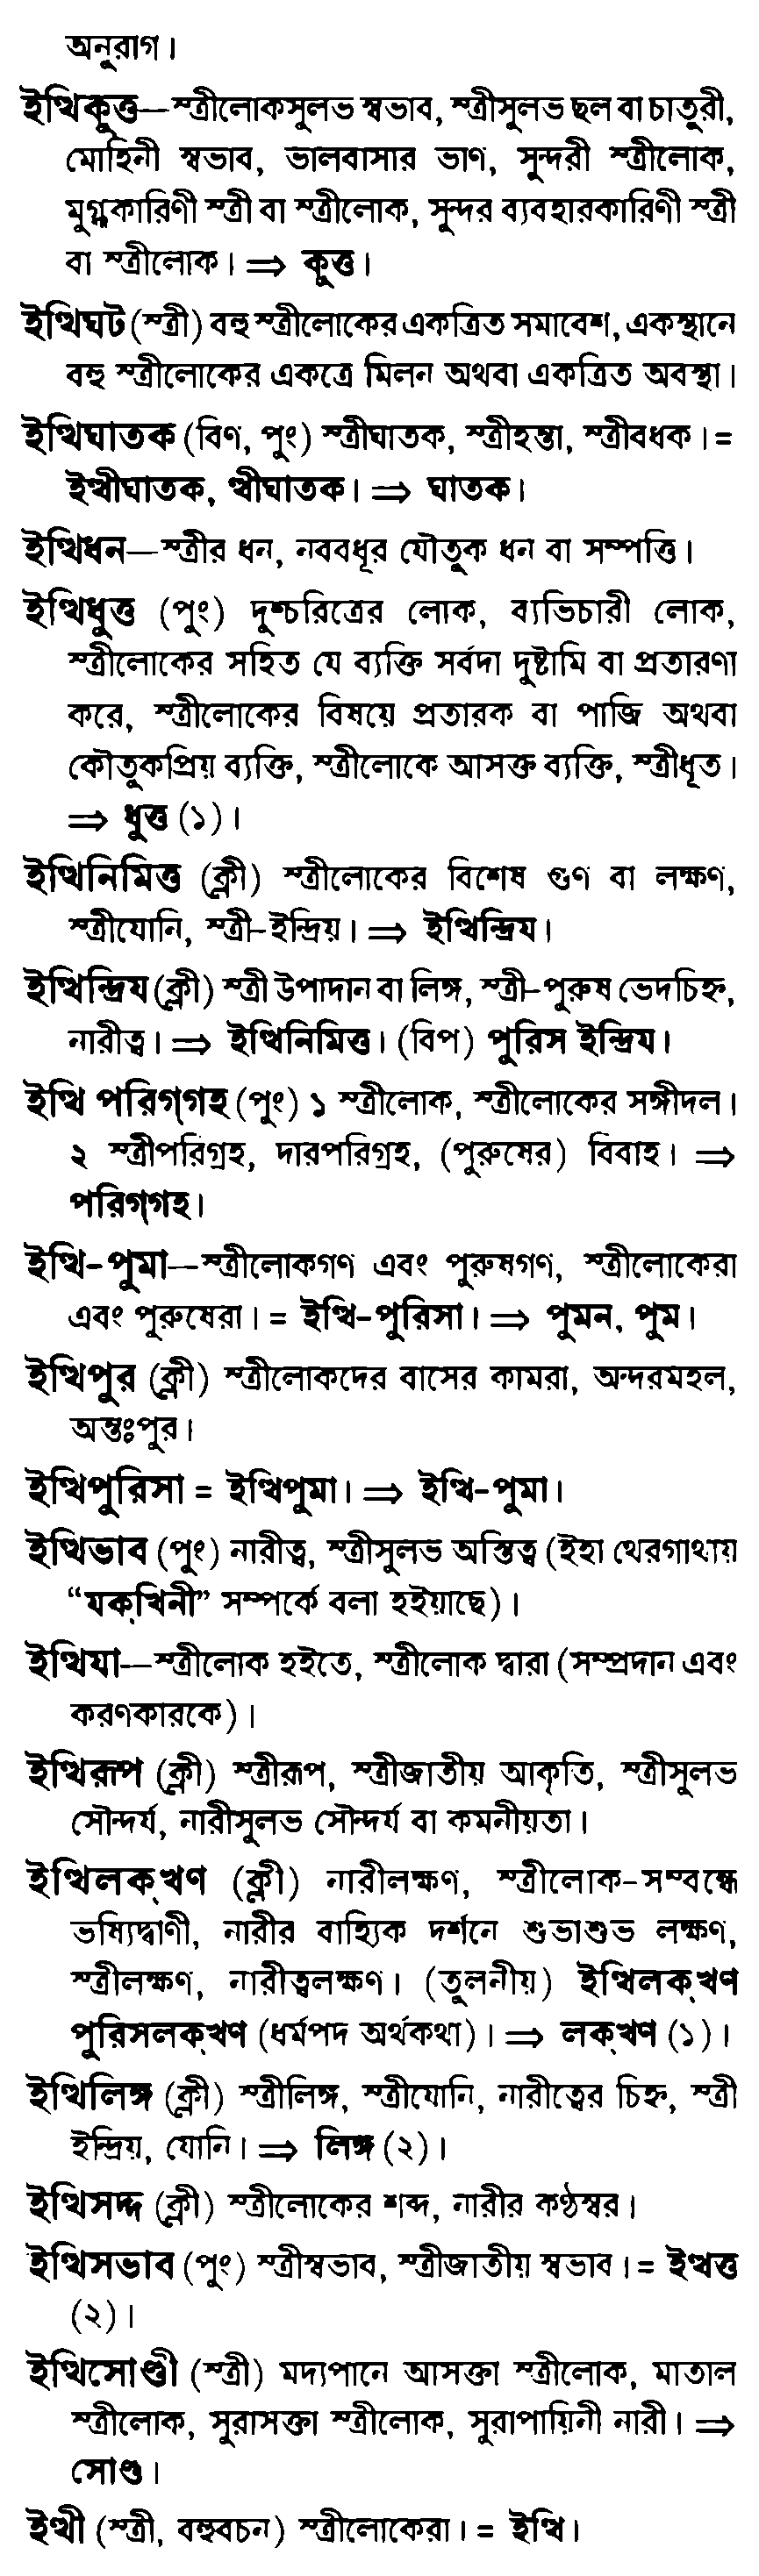 অনুরাগ।
ইত্থিকুত্ত—স্ত্রীলোকসুলভ স্বভাব, স্ত্রীসুলভ ছল বা চাতুরী,
মোহিনী স্বভাব, ভালবাসার ভাণ, সুন্দরী স্ত্রীলোক,
মুগ্ধকারিণী স্ত্রী বা স্ত্রীলোক, সুন্দর ব্যবহারকারিণী স্ত্রী
বা স্ত্রীলোক। ⇒ কুত্ত।
ইত্থিঘট (স্ত্রী) বহু স্ত্রীলোকের একত্রিত সমাবেশ, একস্থানে
বহু স্ত্রীলোকের একত্রে মিলন অথবা একত্রিত অবস্থা।
ইত্থিঘাতক (বিণ, পুং) স্ত্রীঘাতক, স্ত্রীহন্তা, স্ত্রীবধক। =
ইত্থীঘাতক, থীঘাতক। ⇒ ঘাতক।
ইত্থিধন—স্ত্রীর ধন, নববধূর যৌতুক ধন বা সম্পত্তি।
ইত্থিধুত্ত (পুং) দুশ্চরিত্রের লোক, ব্যভিচারী লোক,
স্ত্রীলোকের সহিত যে ব্যক্তি সর্বদা দুষ্টামি বা প্রতারণা
করে, স্ত্রীলোকের বিষয়ে প্রতারক বা পাজি অথবা
কৌতুকপ্রিয় ব্যক্তি, স্ত্রীলোকে আসক্ত ব্যক্তি, স্ত্রীধূত।
⇒ ধুত্ত (১)।
ইত্থিনিমিত্ত (ক্লী) স্ত্রীলোকের বিশেষ গুণ বা লক্ষণ,
স্ত্রীযোনি, স্ত্রী-ইন্দ্রিয়। ⇒ ইত্থিন্দ্রিয।
ইত্থিন্দ্রিয (ক্লী) স্ত্রী উপাদান বা লিঙ্গ, স্ত্রী-পুরুষ ভেদচিহ্ন,
নারীত্ব। ⇒ ইত্থিনিমিত্ত। (বিপ) পুরিস ইন্দ্রিয।
ইত্থি পরিগ্‌গহ (পুং) ১ স্ত্রীলোক, স্ত্রীলোকের সঙ্গীদল।
২ স্ত্রীপরিগ্রহ, দারপরিগ্রহ, (পুরুষের) বিবাহ। ⇒
পরিগ্‌গহ।
ইত্থি-পুমা—স্ত্রীলোকগণ এবং পুরুষগণ, স্ত্রীলোকেরা
এবং পুরুষেরা। = ইত্থি-পুরিসা। ⇒ পুমন, পুম।
ইত্থিপুর (ক্লী) স্ত্রীলোকদের বাসের কামরা, অন্দরমহল,
অন্তঃপুর।
ইত্থিপুরিসা = ইত্থিপুমা। ⇒ ইত্থি-পুমা।
ইত্থিভাব (পুং) নারীত্ব, স্ত্রীসুলভ অস্তিত্ব (ইহা থেরগাথায়
“যক্‌খিনী” সম্পর্কে বলা হইয়াছে)।
ইত্থিযা—স্ত্রীলোক হইতে, স্ত্রীলোক দ্বারা (সম্প্রদান এবং
করণকারকে)।
ইত্থিরূপ (ক্লী) স্ত্রীরূপ, স্ত্রীজাতীয় আকৃতি, স্ত্রীসুলভ
সৌন্দর্য, নারীসুলভ সৌন্দর্য বা কমনীয়তা।
ইত্থিলক্‌খণ (ক্লী) নারীলক্ষণ, স্ত্রীলোক-সম্বন্ধে
ভষ্যিদ্বাণী, নারীর বাহ্যিক দর্শনে শুভাশুভ লক্ষণ,
স্ত্রীলক্ষণ, নারীত্বলক্ষণ। (তুলনীয়) ইত্থিলক্‌খণ
পুরিসলক্‌খণ (ধর্মপদ অর্থকথা)। ⇒ লক্‌খণ (১)।
ইত্থিলিঙ্গ (ক্লী) স্ত্রীলিঙ্গ, স্ত্রীযোনি, নারীত্বের চিহ্ন, স্ত্রী
ইন্দ্রিয়, যোনি। ⇒ লিঙ্গ (২)।
ইত্থিসদ্দ (ক্লী) স্ত্রীলোকের শব্দ, নারীর কণ্ঠস্বর।
ইত্থিসভাব (পুং) স্ত্রীস্বভাব, স্ত্রীজাতীয় স্বভাব। = ইত্থত্ত
(২)।
ইত্থিসোণ্ডী (স্ত্রী) মদ্যপানে আসক্তা স্ত্রীলোক, মাতাল
স্ত্রীলোক, সুরাসক্তা স্ত্রীলোক, সুরাপায়িনী নারী। ⇒
সোণ্ড।
ইত্থী (স্ত্রী, বহুবচন) স্ত্রীলোকেরা। = ইত্থি।